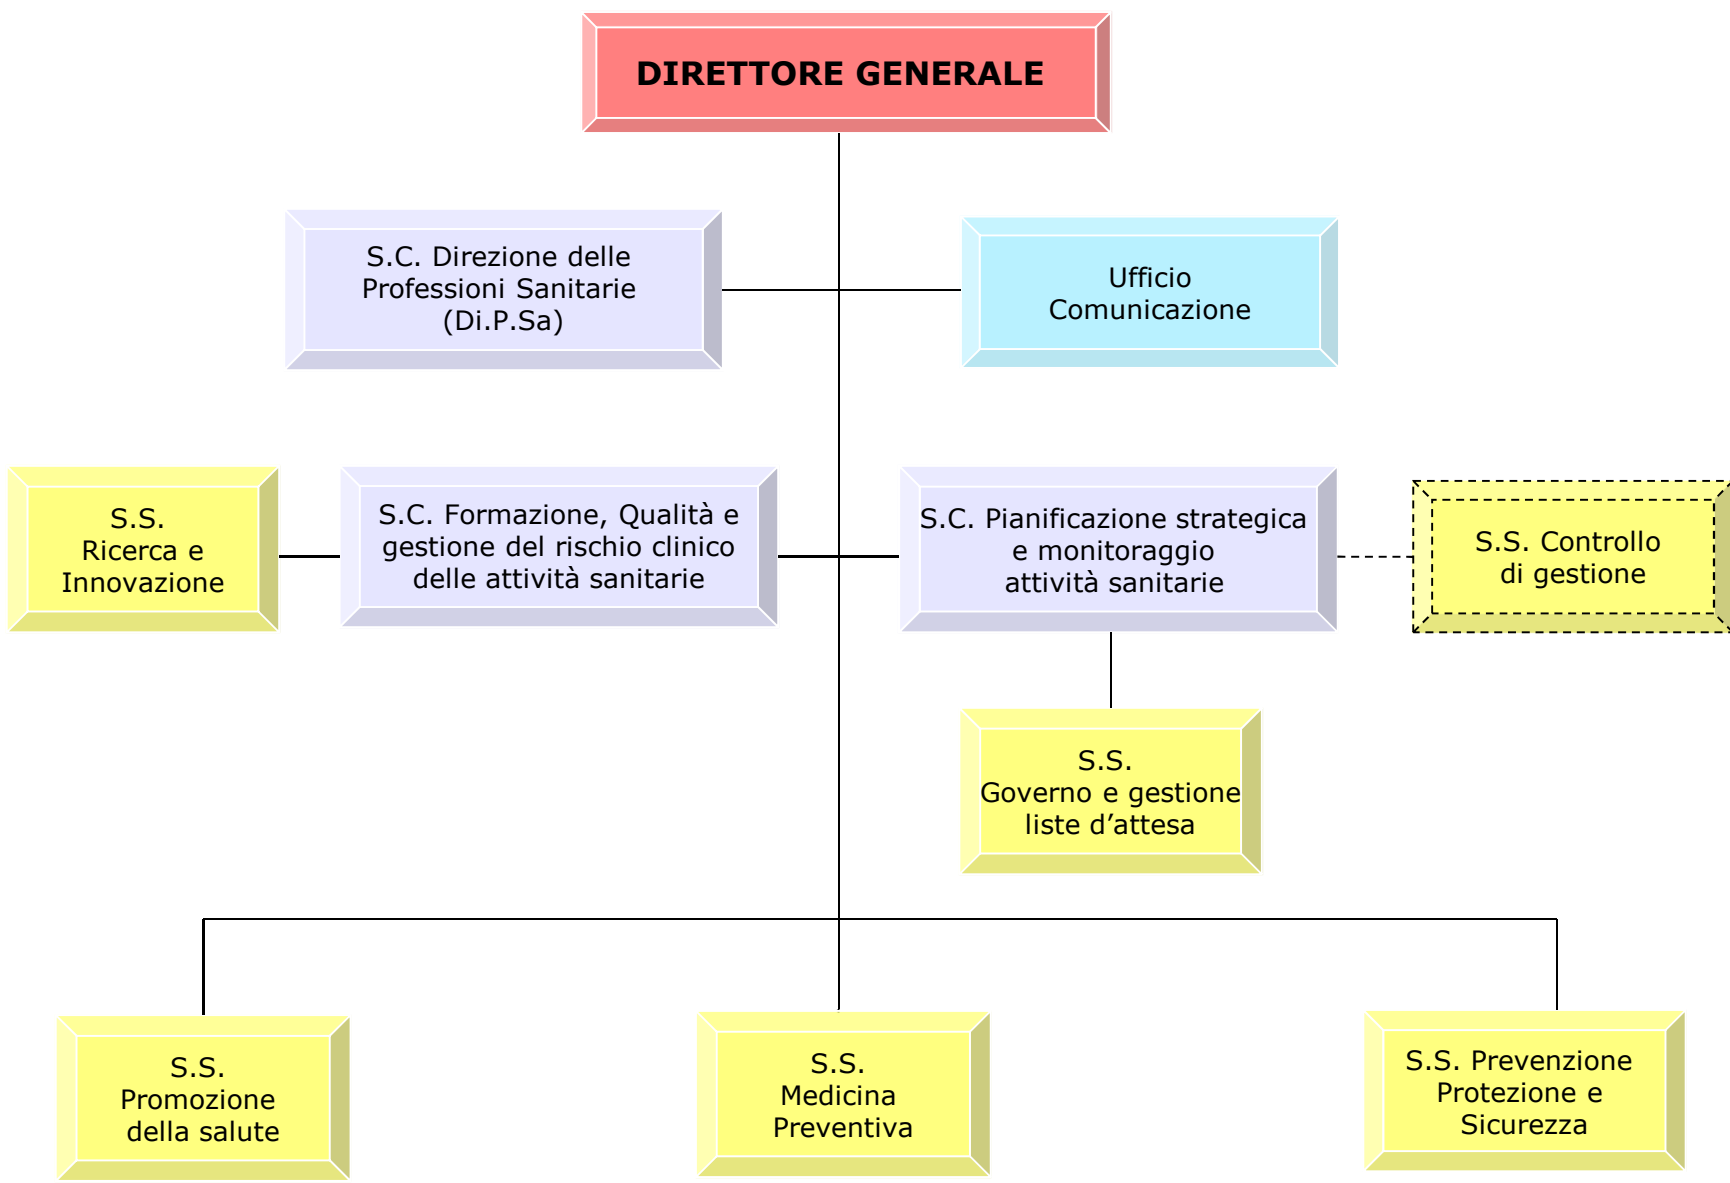 DIRETTORE GENERALE
S.C. Direzione delle
Professioni Sanitarie
(Di.P.Sa)
Ufficio
Comunicazione
S.S.
Ricerca e
Innovazione
S.C. Formazione, Qualità e
gestione del rischio clinico
delle attività sanitarie
S.C. Pianificazione strategica
e monitoraggio
attività sanitarie
S.S. Controllo
di gestione
S.S.
Governo e gestione
liste d’attesa
S.S.
Promozione
della salute
S.S.
Medicina
Preventiva
S.S. Prevenzione
Protezione e
Sicurezza